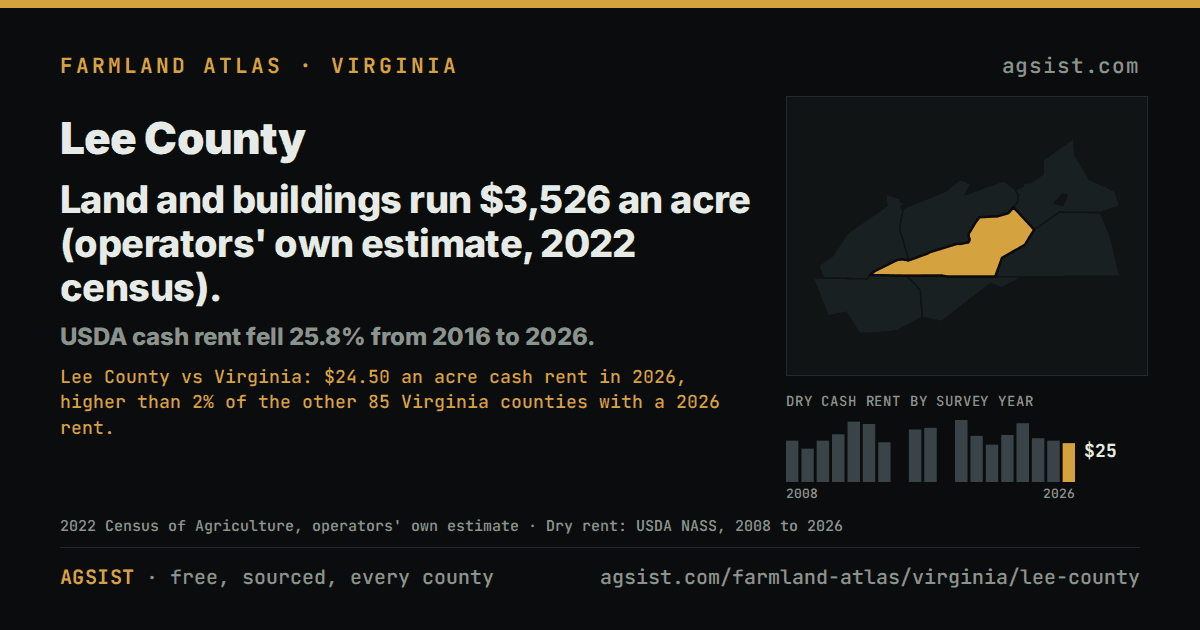 FARMLAND ATLAS · VIRGINIA
agsist.com
Lee County
Land and buildings run $3,526 an acre
(operators' own estimate, 2022
census).
USDA cash rent fell 25.8% from 2016 to 2026.
Lee County vs Virginia: $24.50 an acre cash rent in 2026,
higher than 2% of the other 85 Virginia counties with a 2026
rent.
DRY CASH RENT BY SURVEY YEAR
$25
2008
2026
2022 Census of Agriculture, operators' own estimate · Dry rent: USDA NASS, 2008 to 2026
AGSIST · free, sourced, every county
agsist.com/farmland-atlas/virginia/lee-county